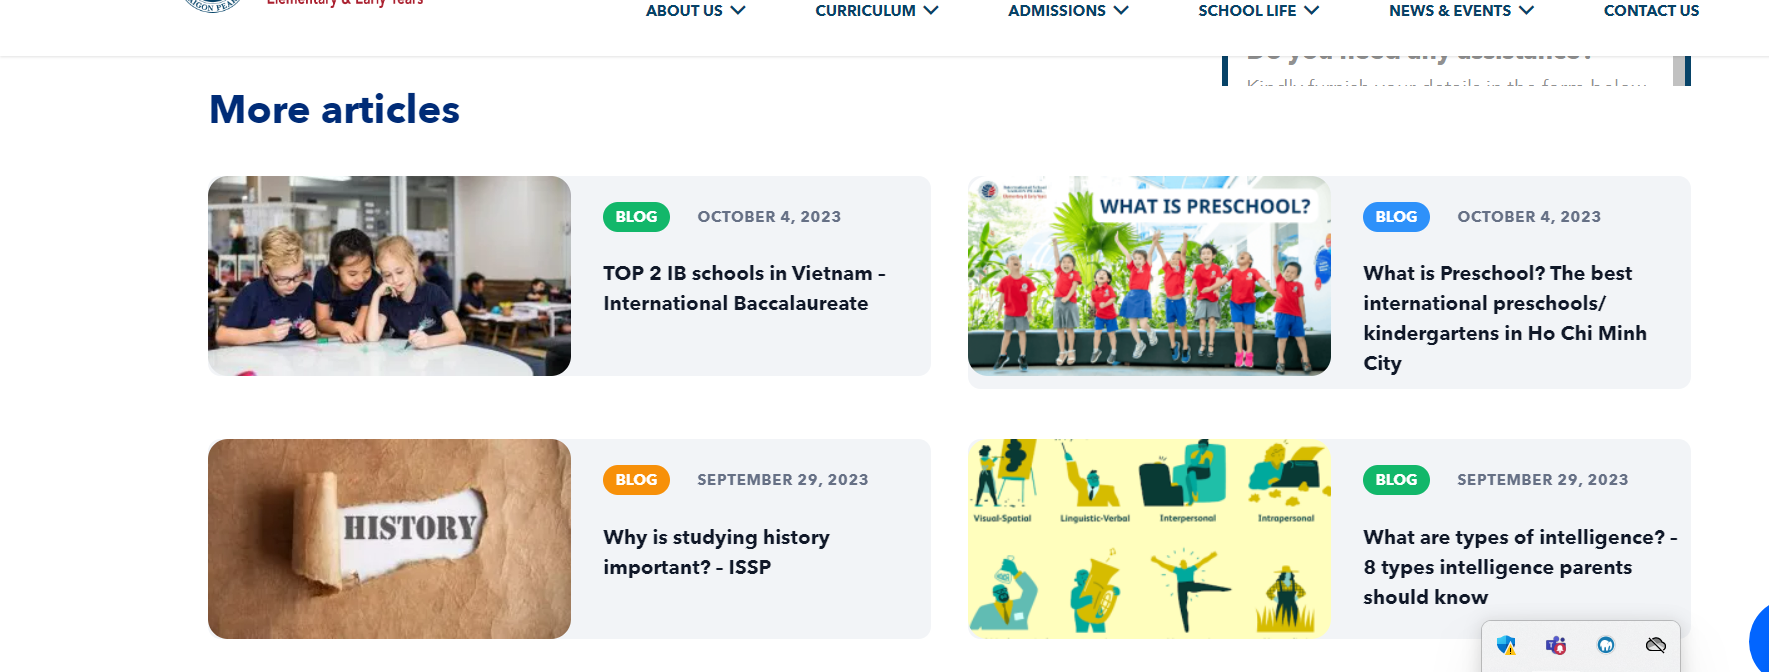 Elementary & Early Years
SAIGON PEARL
ABOUT US
CURRICULUM
ADMISSIONS
SCHOOL LIFE
NEWS & EVENTS
CONTACT US
Do you need any assistance?
Kindly furnish your details in the form below
More articles
BLOG
OCTOBER 4, 2023
TOP 2 IB schools in Vietnam –
International Baccalaureate
WHAT IS PRESCHOOL?
BLOG
OCTOBER 4, 2023
What is Preschool? The best
international preschools/
kindergartens in Ho Chi Minh
City
HISTORY
BLOG
SEPTEMBER 29, 2023
Why is studying history
important? – ISSP
Visual-Spatial
Linguistic-Verbal
Interpersonal
Intrapersonal
BLOG
SEPTEMBER 29, 2023
What are types of intelligence? –
8 types intelligence parents
should know